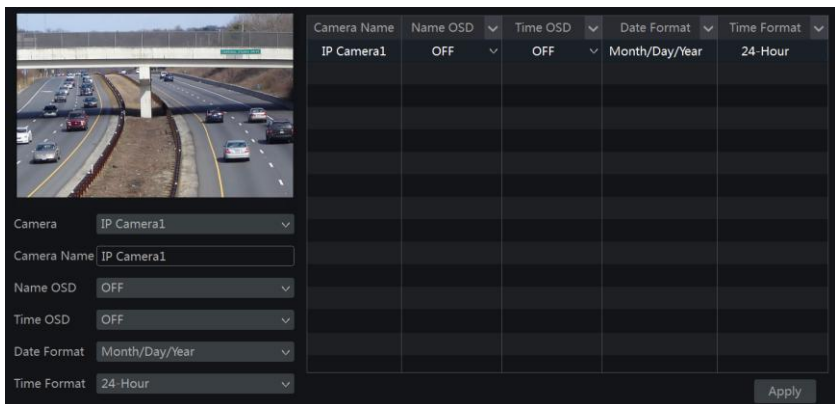 Camera Name Name OSD Time OSD Date Format Time Format
IP Camera1 OFF OFF Month/Day/Year 24-Hour
Camera IP Camera1
Camera Name IP Camera1
Name OSD OFF
Time OSD OFF
Date Format Month/Day/Year
Time Format 24-Hour
Apply